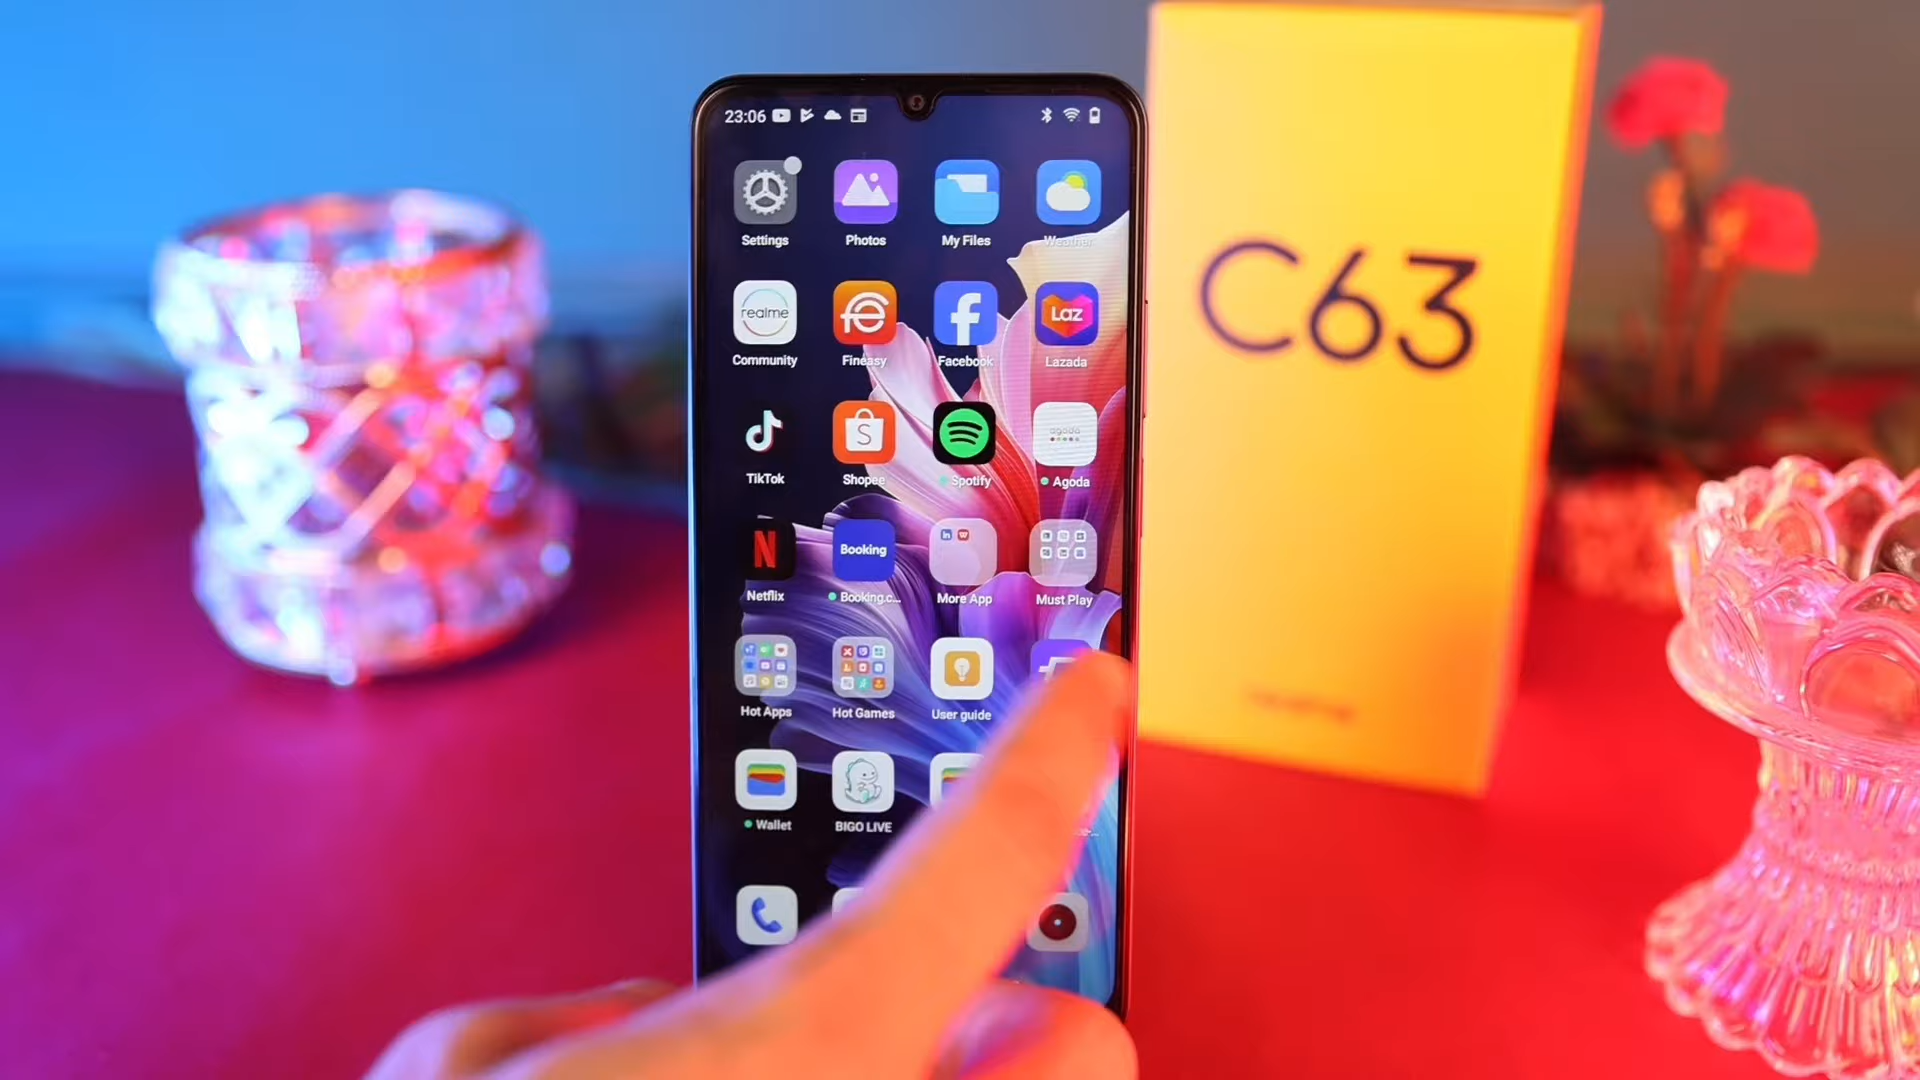 23:06
Settings
Photos
My Files
Weather
realme
Laz
Community
Fineasy
Facebook
Lazada
agoda
TikTok
Shopee
Spotify
Agoda
N
Booking
Netflix
Booking.c...
More App
Must Play
Hot Apps
Hot Games
User guide
Wallet
BIGO LIVE
C63